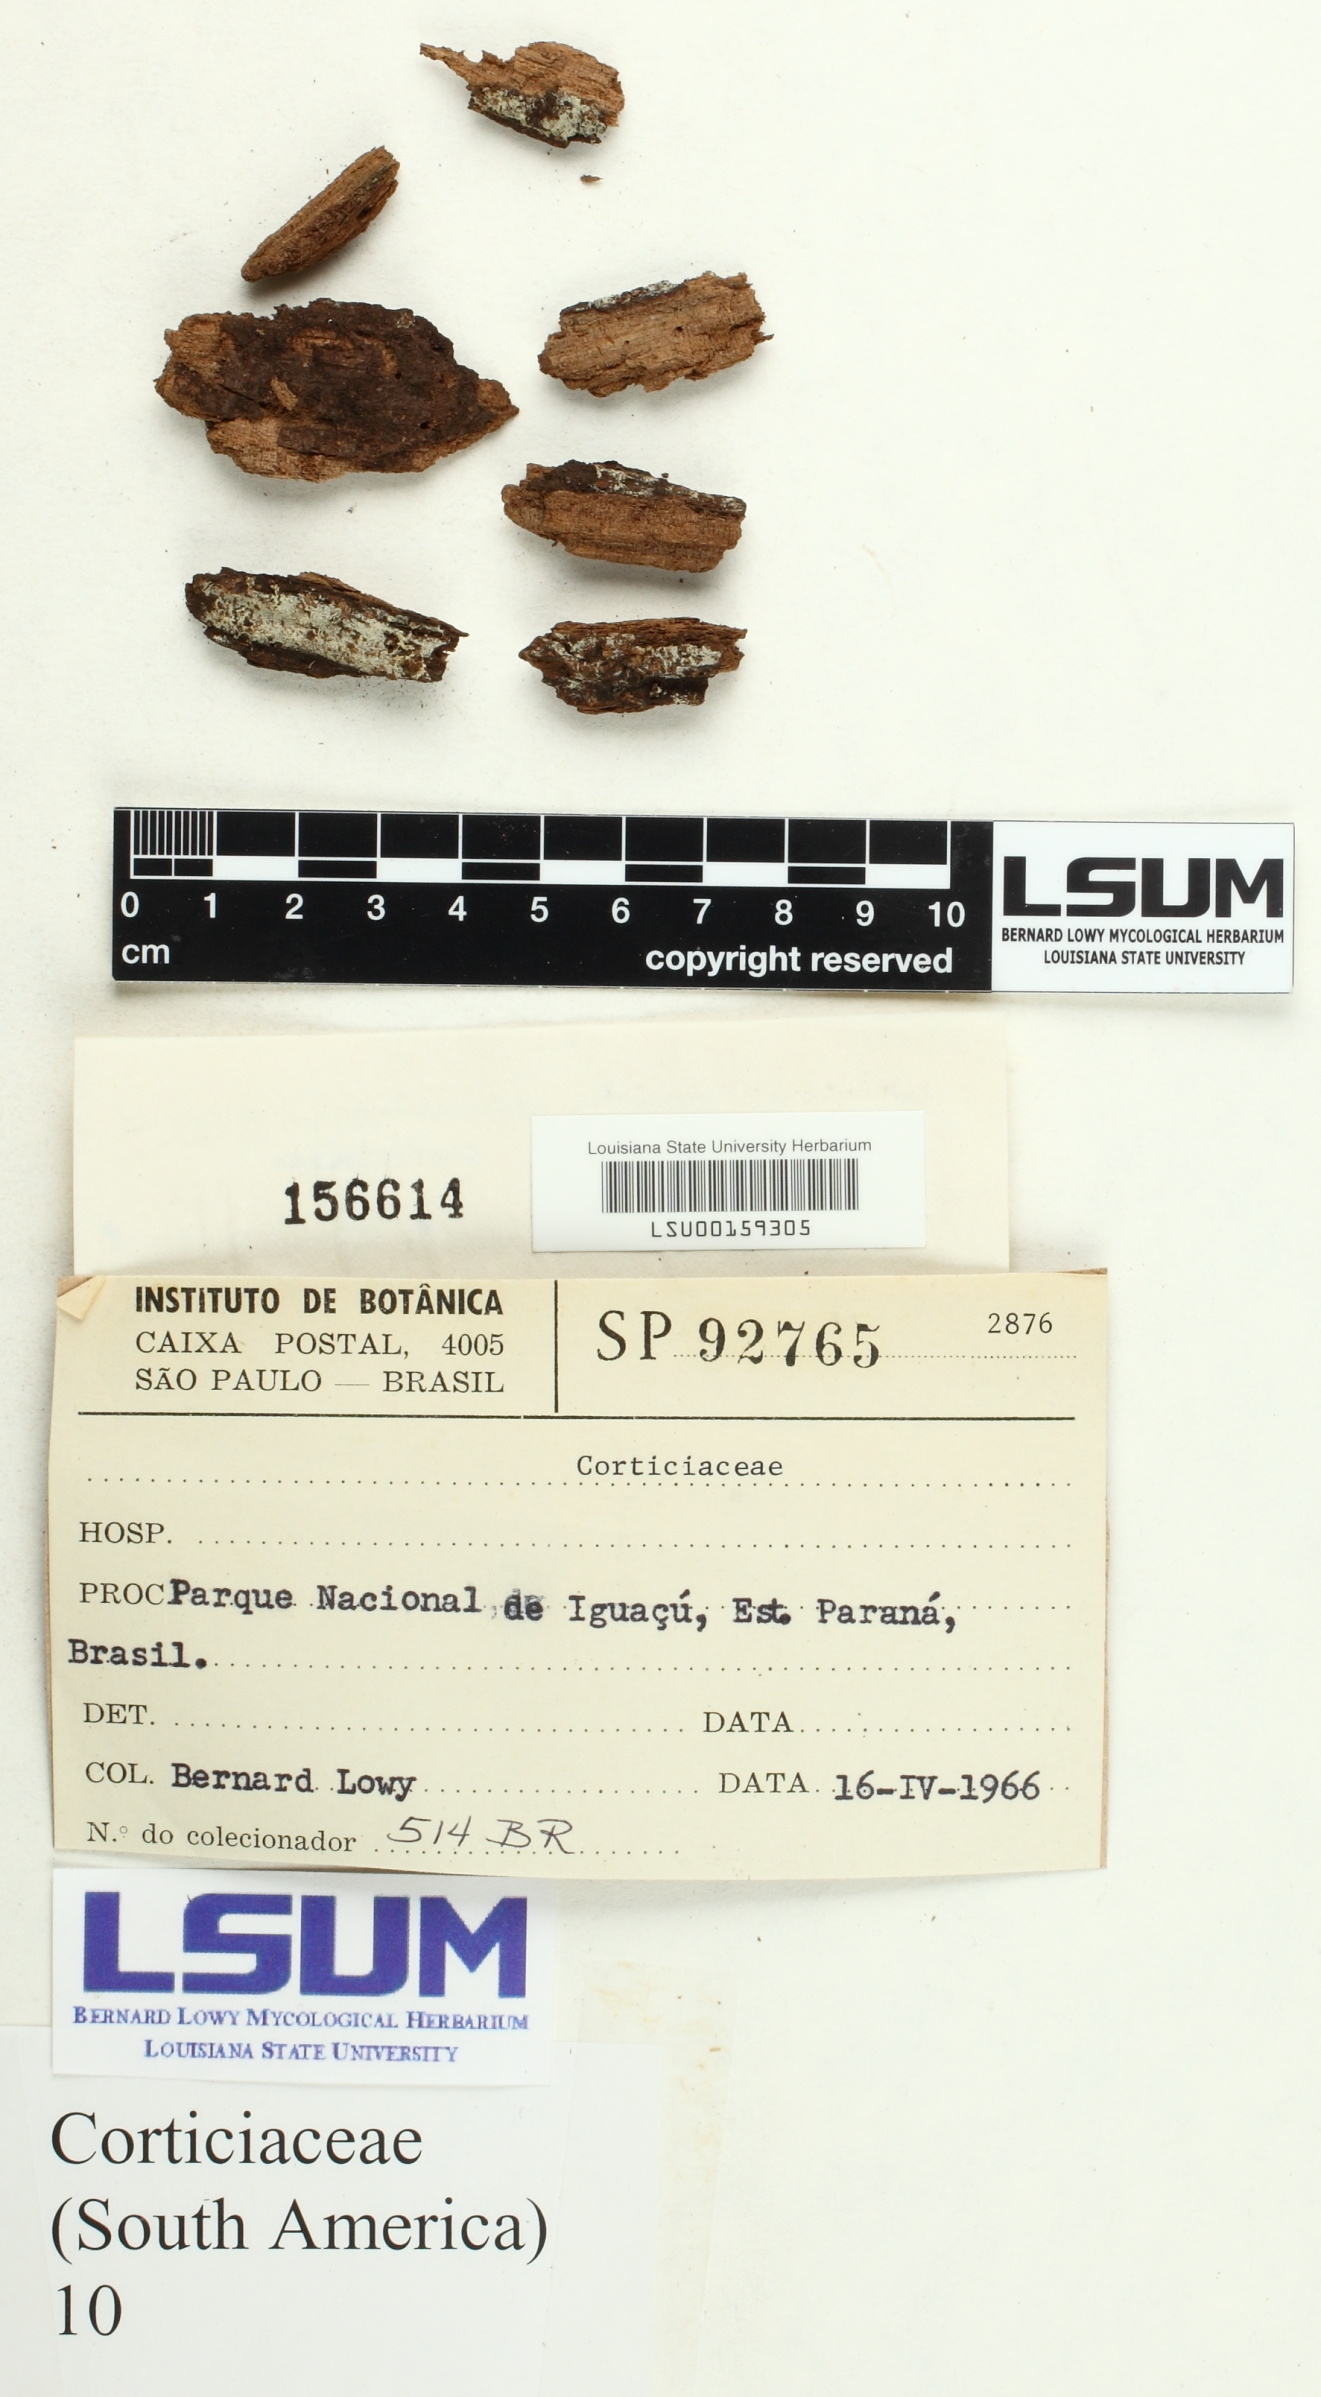 0 1 2 3 4 5 6 7 8 9 10
cm copyright reserved
LSUM
BERNARD LOWY MYCOLOGICAL HERBARIUM
LOUISIANA STATE UNIVERSITY
Louisiana State University Herbarium
LSU00159305
156614
INSTITUTO DE BOTÂNICA
CAIXA POSTAL, 4005
SÃO PAULO — BRASIL
SP 92765 2876
Corticiaceae
HOSP.
PROC Parque Nacional de Iguaçú, Est. Paraná,
Brasil.
DET. DATA
COL. Bernard Lowy DATA 16-IV-1966
N.º do colecionador 514 BR
LSUM
BERNARD LOWY MYCOLOGICAL HERBARIUM
LOUISIANA STATE UNIVERSITY
Corticiaceae
(South America)
10